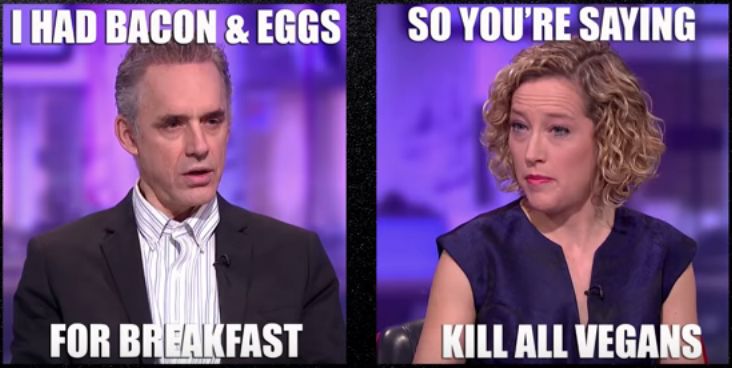 I HAD BACON & EGGS
FOR BREAKFAST
SO YOU'RE SAYING
KILL ALL VEGANS